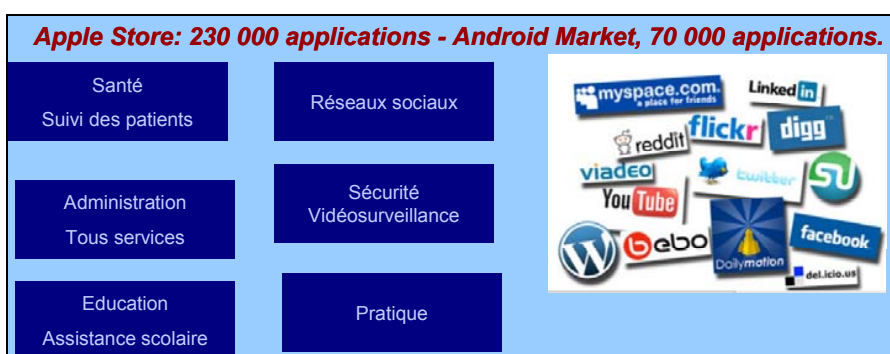 Apple Store: 230 000 applications - Android Market, 70 000 applications.
Santé
Suivi des patients
Réseaux sociaux
Administration
Tous services
Sécurité
Vidéosurveillance
Education
Assistance scolaire
Pratique
myspace.com.
a place for friends
Linked in
reddit
flickr
digg
viadeo
twitter
You Tube
bebo
Dailymotion
facebook
del.icio.us